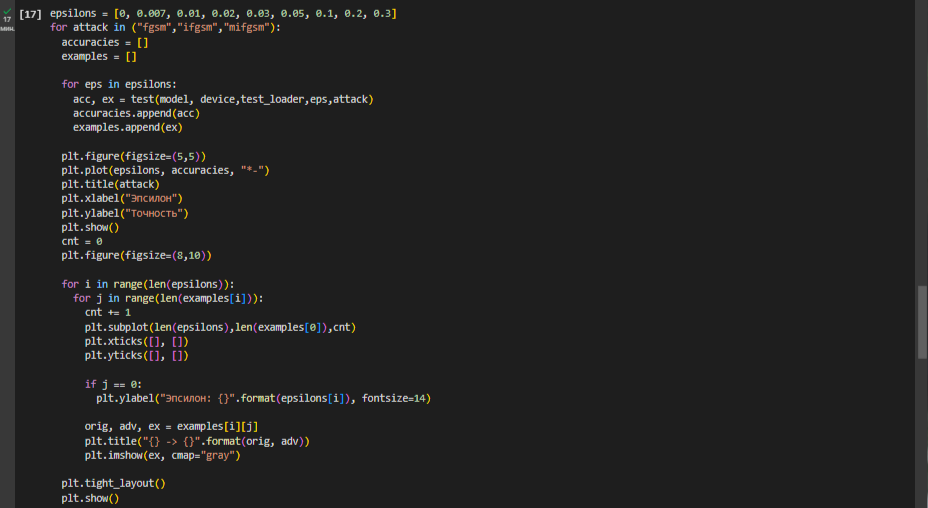 [17] epsilons = [0, 0.007, 0.01, 0.02, 0.03, 0.05, 0.1, 0.2, 0.3]
17
мин.
for attack in ("fgsm","ifgsm","mifgsm"):
  accuracies = []
  examples = []

  for eps in epsilons:
    acc, ex = test(model, device,test_loader,eps,attack)
    accuracies.append(acc)
    examples.append(ex)

  plt.figure(figsize=(5,5))
  plt.plot(epsilons, accuracies, "*-")
  plt.title(attack)
  plt.xlabel("Эпсилон")
  plt.ylabel("Точность")
  plt.show()
  cnt = 0
  plt.figure(figsize=(8,10))

  for i in range(len(epsilons)):
    for j in range(len(examples[i])):
      cnt += 1
      plt.subplot(len(epsilons),len(examples[0]),cnt)
      plt.xticks([], [])
      plt.yticks([], [])

      if j == 0:
        plt.ylabel("Эпсилон: {}".format(epsilons[i]), fontsize=14)

      orig, adv, ex = examples[i][j]
      plt.title("{} -> {}".format(orig, adv))
      plt.imshow(ex, cmap="gray")

  plt.tight_layout()
  plt.show()